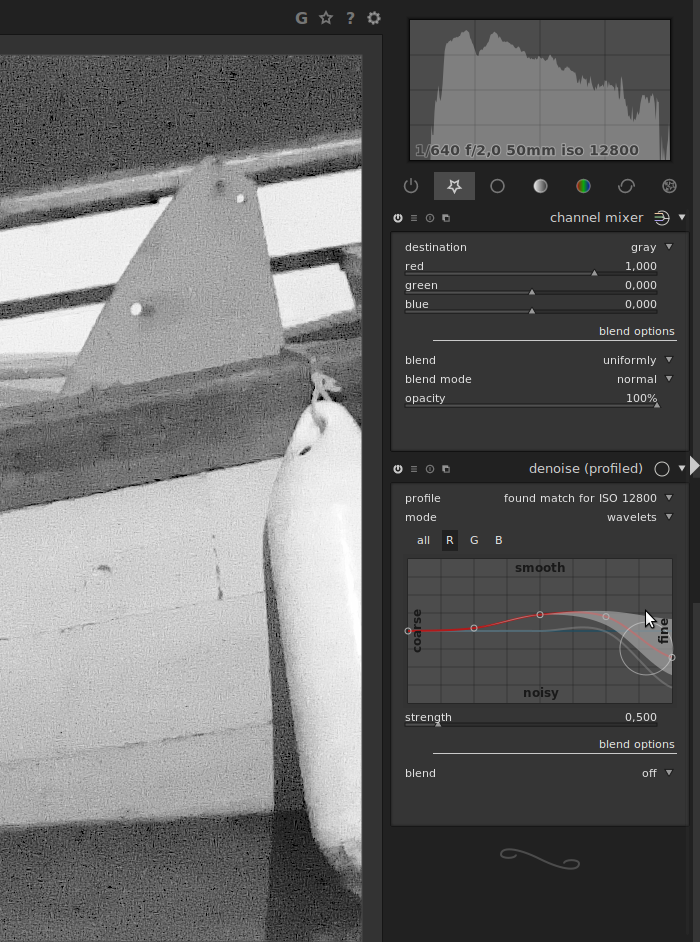 G ?
1/640 f/2,0 50mm iso 12800
channel mixer
destination gray
red 1,000
green 0,000
blue 0,000
blend options
blend uniformly
blend mode normal
opacity 100%
denoise (profiled)
profile found match for ISO 12800
mode wavelets
all R G B
smooth
coarse
fine
noisy
strength 0,500
blend options
blend off